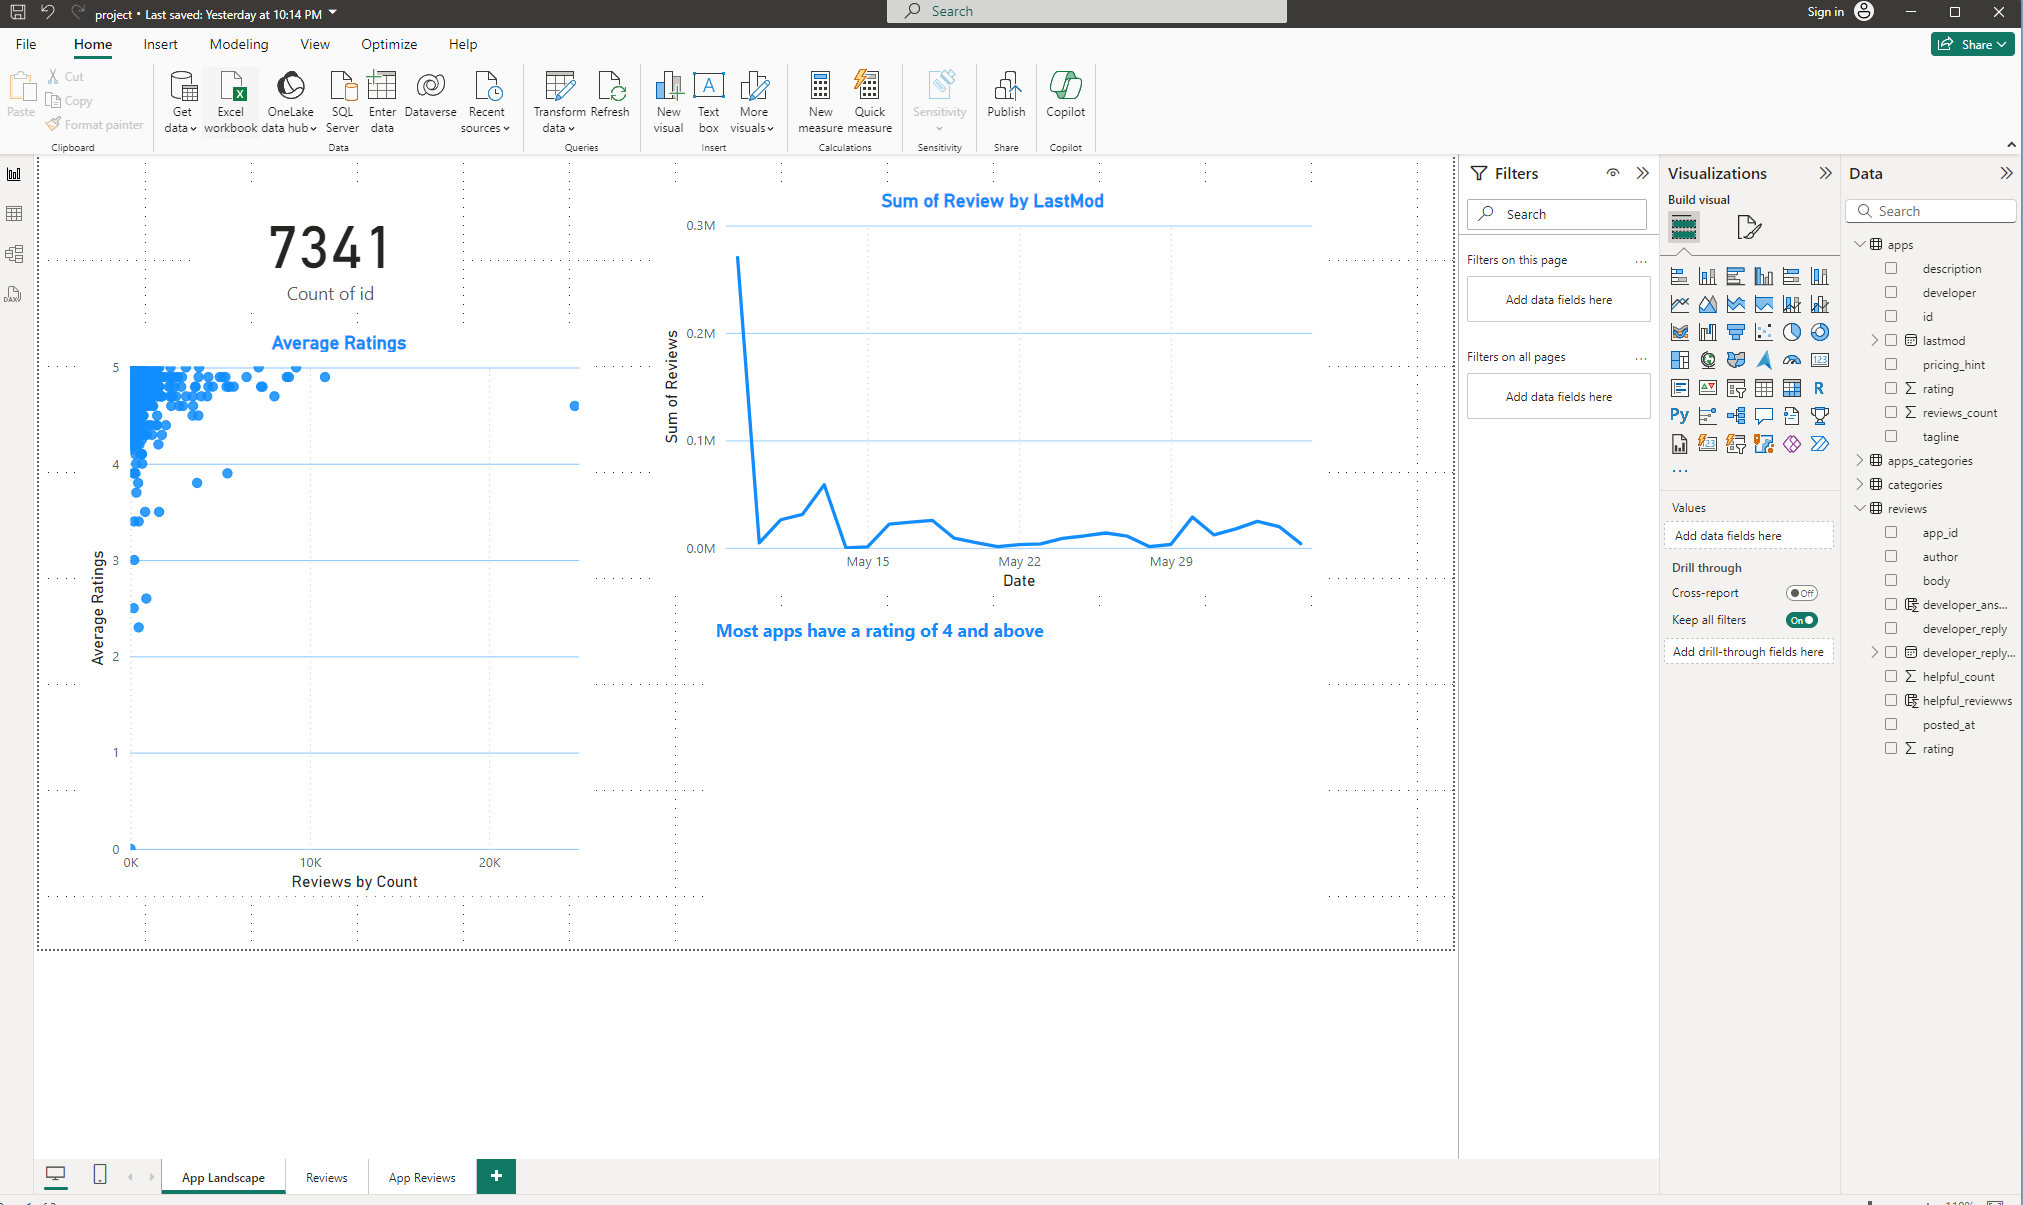 project • Last saved: Yesterday at 10:14 PM
Search
Sign in
File Home Insert Modeling View Optimize Help
Share
Paste
Cut
Copy
Format painter
Clipboard
Get data
Excel workbook
OneLake data hub
SQL Server
Enter data
Dataverse
Recent sources
Data
Transform data
Refresh
Queries
New visual
Text box
More visuals
Insert
New measure
Quick measure
Calculations
Sensitivity
Sensitivity
Publish
Share
Copilot
Copilot
7341
Count of id
Average Ratings
5
4
3
2
1
0
0K 10K 20K
Average Ratings
Reviews by Count
Sum of Review by LastMod
0.3M
0.2M
0.1M
0.0M
May 15 May 22 May 29
Sum of Reviews
Date
Most apps have a rating of 4 and above
Filters
Search
Filters on this page
Add data fields here
Filters on all pages
Add data fields here
Visualizations
Build visual
R
Py
123
123
Values
Add data fields here
Drill through
Cross-report Off
Keep all filters On
Add drill-through fields here
Data
Search
apps
description
developer
id
lastmod
pricing_hint
rating
reviews_count
tagline
apps_categories
categories
reviews
app_id
author
body
developer_ans...
developer_reply
developer_reply...
helpful_count
helpful_reviewws
posted_at
rating
App Landscape Reviews App Reviews